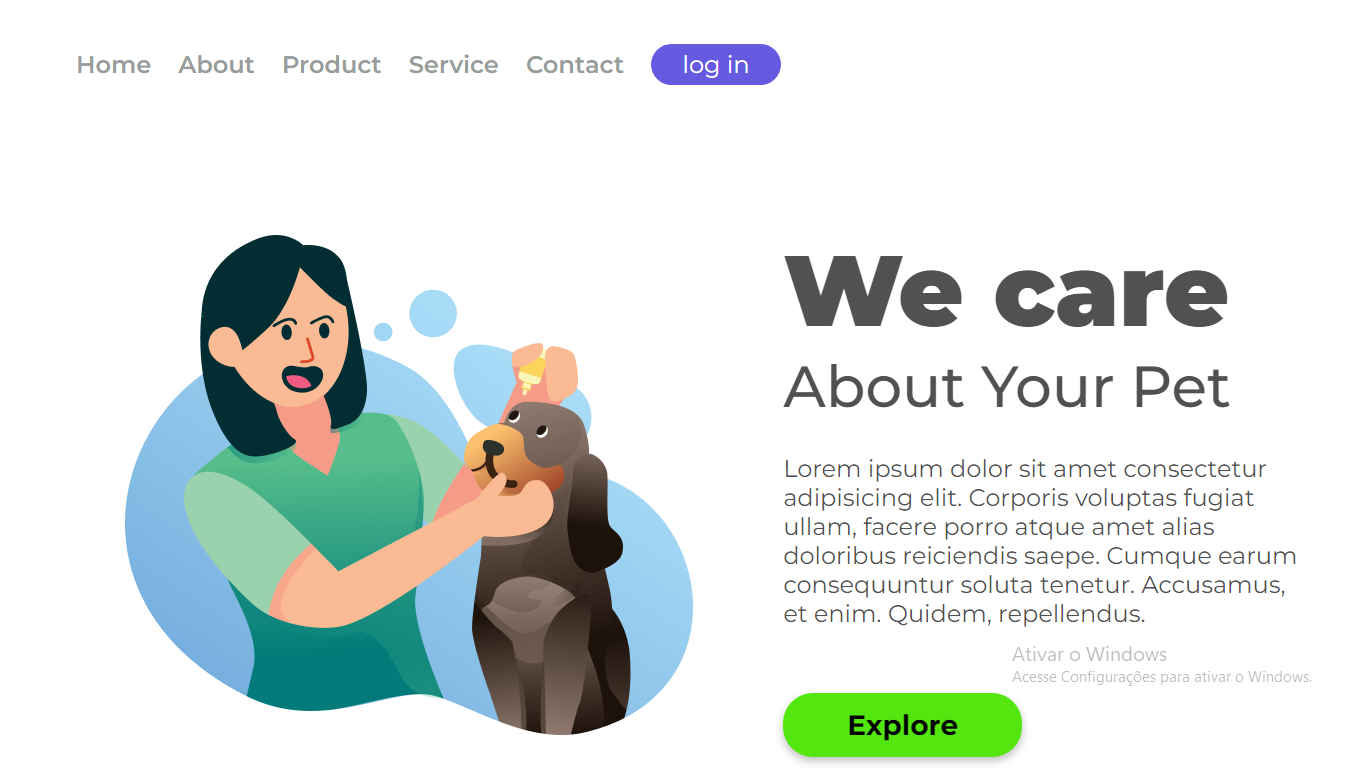 Home About Product Service Contact log in
We care
About Your Pet
Lorem ipsum dolor sit amet consectetur
adipisicing elit. Corporis voluptas fugiat
ullam, facere porro atque amet alias
doloribus reiciendis saepe. Cumque earum
consequuntur soluta tenetur. Accusamus,
et enim. Quidem, repellendus.
Ativar o Windows
Acesse Configurações para ativar o Windows.
Explore